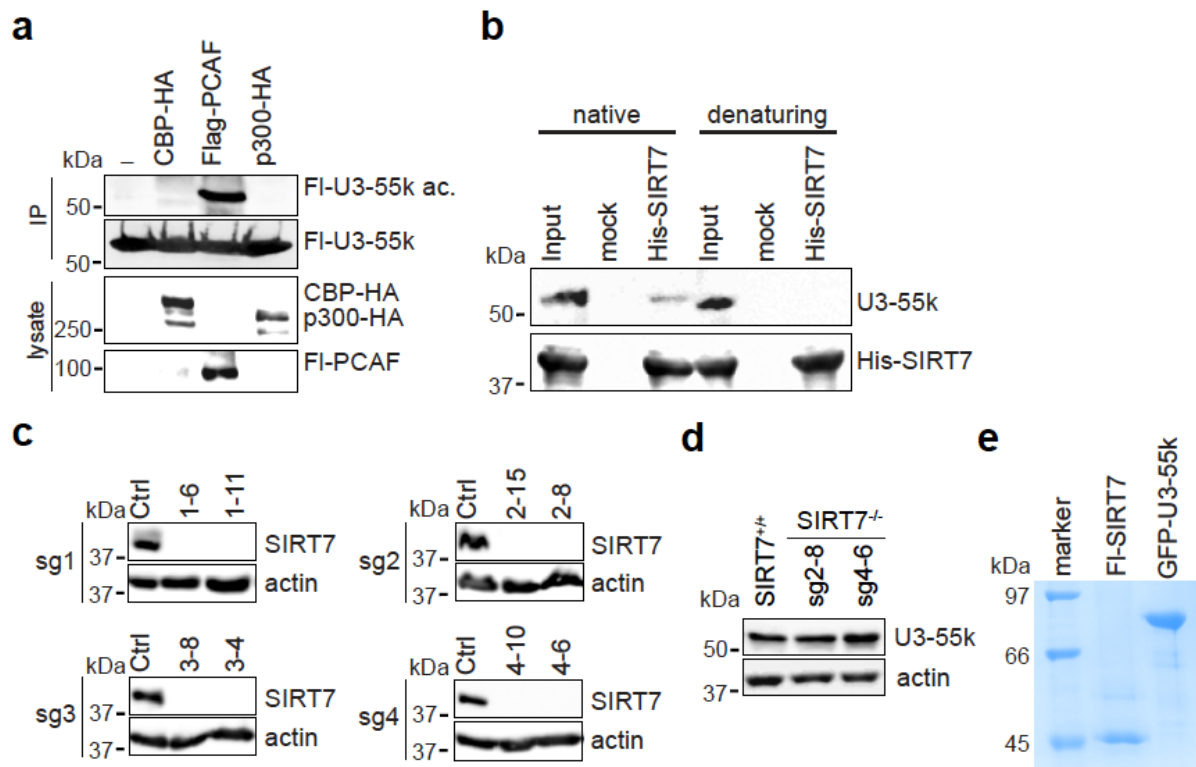 a
kDa
–
CBP-HA
Flag-PCAF
p300-HA
IP
50
Fl-U3-55k ac.
50
Fl-U3-55k
lysate
250
CBP-HA
p300-HA
100
Fl-PCAF
b
native denaturing
kDa
Input
mock
His-SIRT7
Input
mock
His-SIRT7
50
U3-55k
37
His-SIRT7
c
sg1
kDa
Ctrl
1-6
1-11
37
SIRT7
37
actin
sg2
kDa
Ctrl
2-15
2-8
37
SIRT7
37
actin
sg3
kDa
Ctrl
3-8
3-4
37
SIRT7
37
actin
sg4
kDa
Ctrl
4-10
4-6
37
SIRT7
37
actin
d
kDa
SIRT7+/+
SIRT7-/-
sg2-8
sg4-6
50
U3-55k
37
actin
e
kDa
marker
Fl-SIRT7
GFP-U3-55k
97
66
45